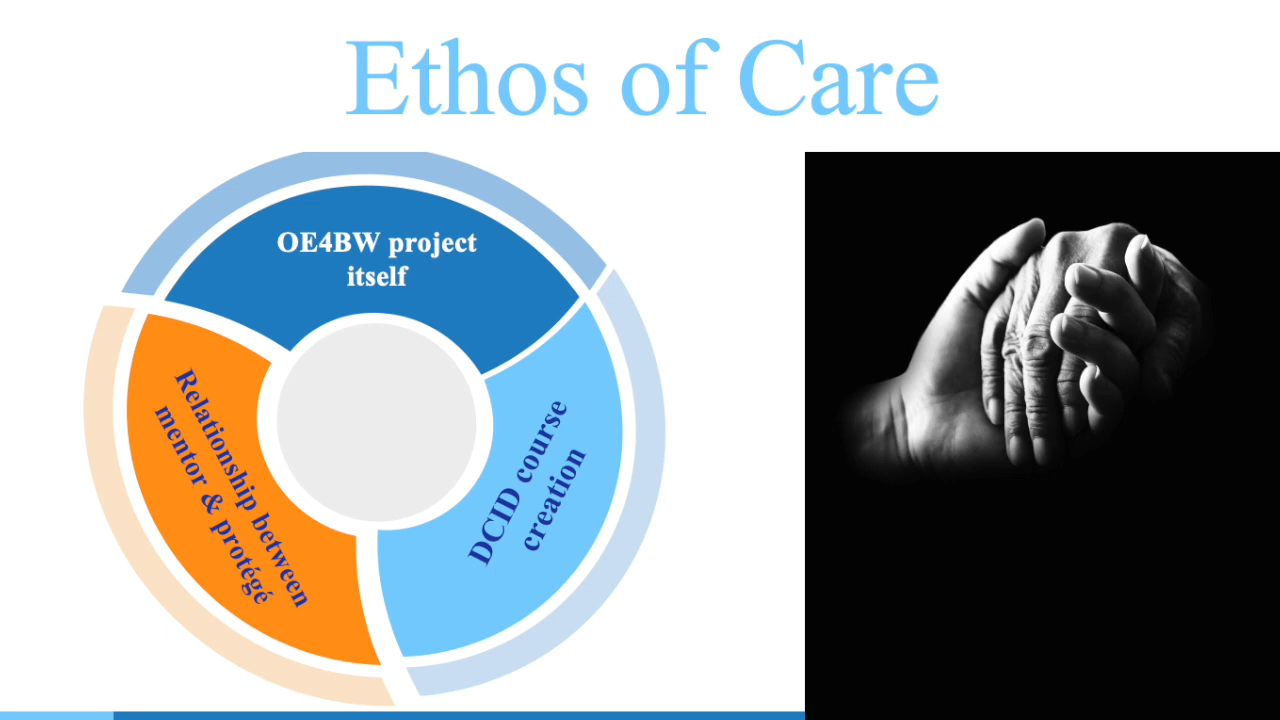 Ethos of Care
OE4BW project
itself
DCID course
creation
Relationship between
mentor & protégé